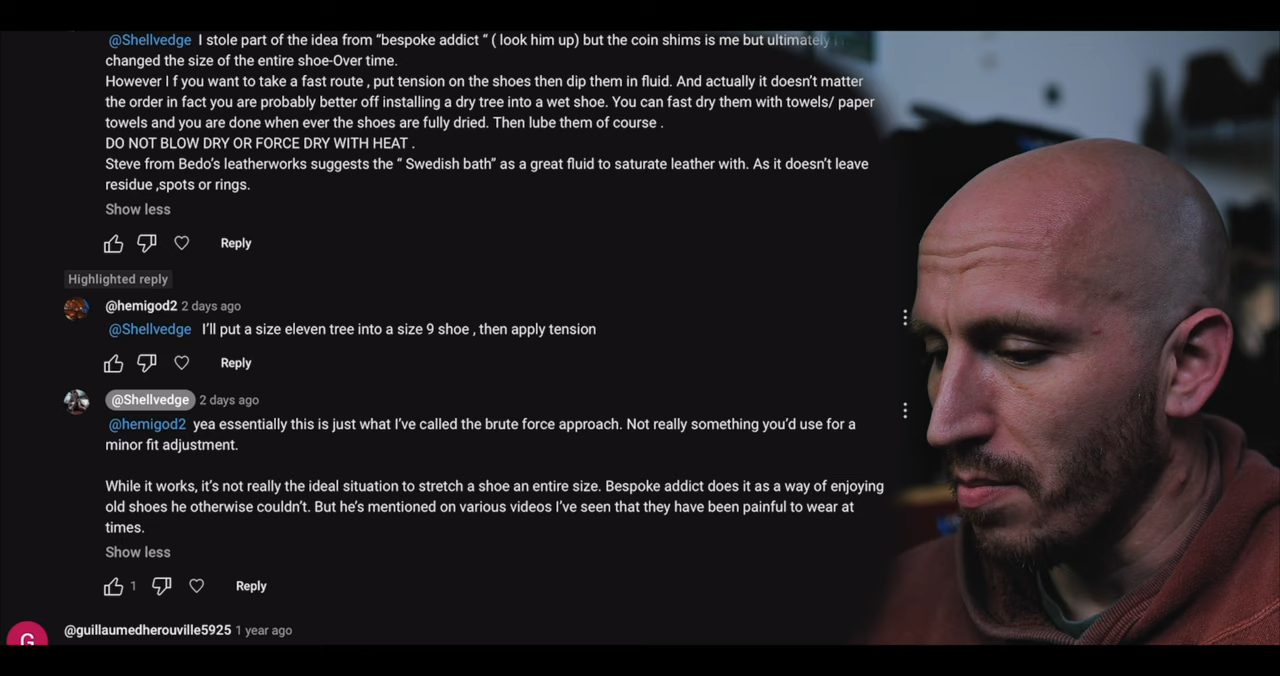 @Shellvedge I stole part of the idea from “bespoke addict “ ( look him up) but the coin shims is me but ultimately
changed the size of the entire shoe-Over time.
However I f you want to take a fast route , put tension on the shoes then dip them in fluid. And actually it doesn’t matter
the order in fact you are probably better off installing a dry tree into a wet shoe. You can fast dry them with towels/ paper
towels and you are done when ever the shoes are fully dried. Then lube them of course .
DO NOT BLOW DRY OR FORCE DRY WITH HEAT .
Steve from Bedo’s leatherworks suggests the “ Swedish bath” as a great fluid to saturate leather with. As it doesn’t leave
residue ,spots or rings.
Show less
Reply
Highlighted reply
@hemigod2 2 days ago
@Shellvedge I’ll put a size eleven tree into a size 9 shoe , then apply tension
Reply
@Shellvedge 2 days ago
@hemigod2 yea essentially this is just what I’ve called the brute force approach. Not really something you’d use for a
minor fit adjustment.
While it works, it’s not really the ideal situation to stretch a shoe an entire size. Bespoke addict does it as a way of enjoying
old shoes he otherwise couldn’t. But he’s mentioned on various videos I’ve seen that they have been painful to wear at
times.
Show less
1 Reply
G @guillaumedherouville5925 1 year ago